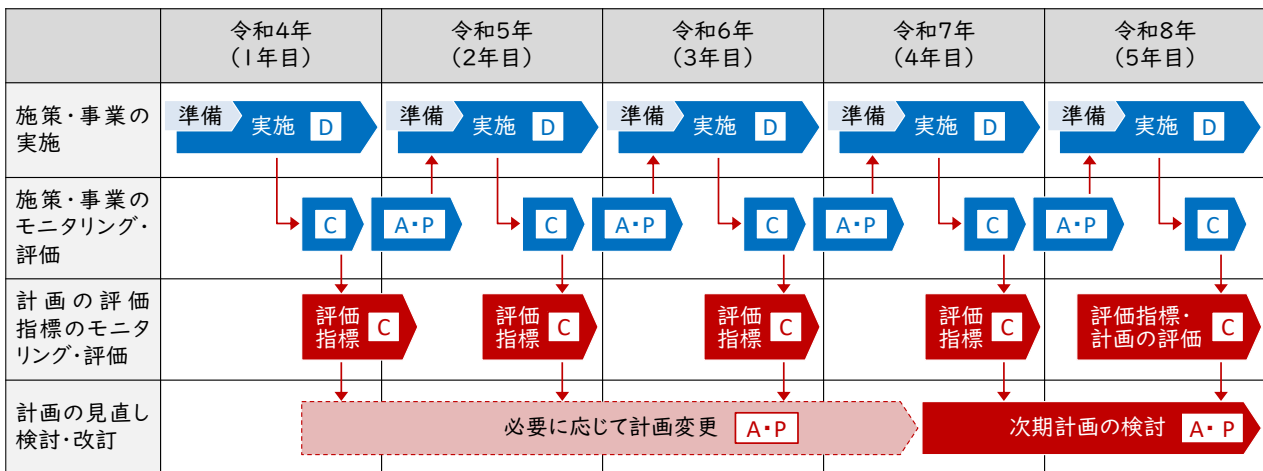 令和4年
(1年目)
令和5年
(2年目)
令和6年
(3年目)
令和7年
(4年目)
令和8年
(5年目)
施策・事業の
実施
準備 実施 D
準備 実施 D
準備 実施 D
準備 実施 D
準備 実施 D
施策・事業の
モニタリング・
評価
C
A・P
C
A・P
C
A・P
C
A・P
C
計画の評価
指標のモニタ
リング・評価
評価
指標 C
評価
指標 C
評価
指標 C
評価
指標 C
評価指標・
計画の評価 C
計画の見直し
検討・改訂
必要に応じて計画変更 A・P
次期計画の検討 A・P